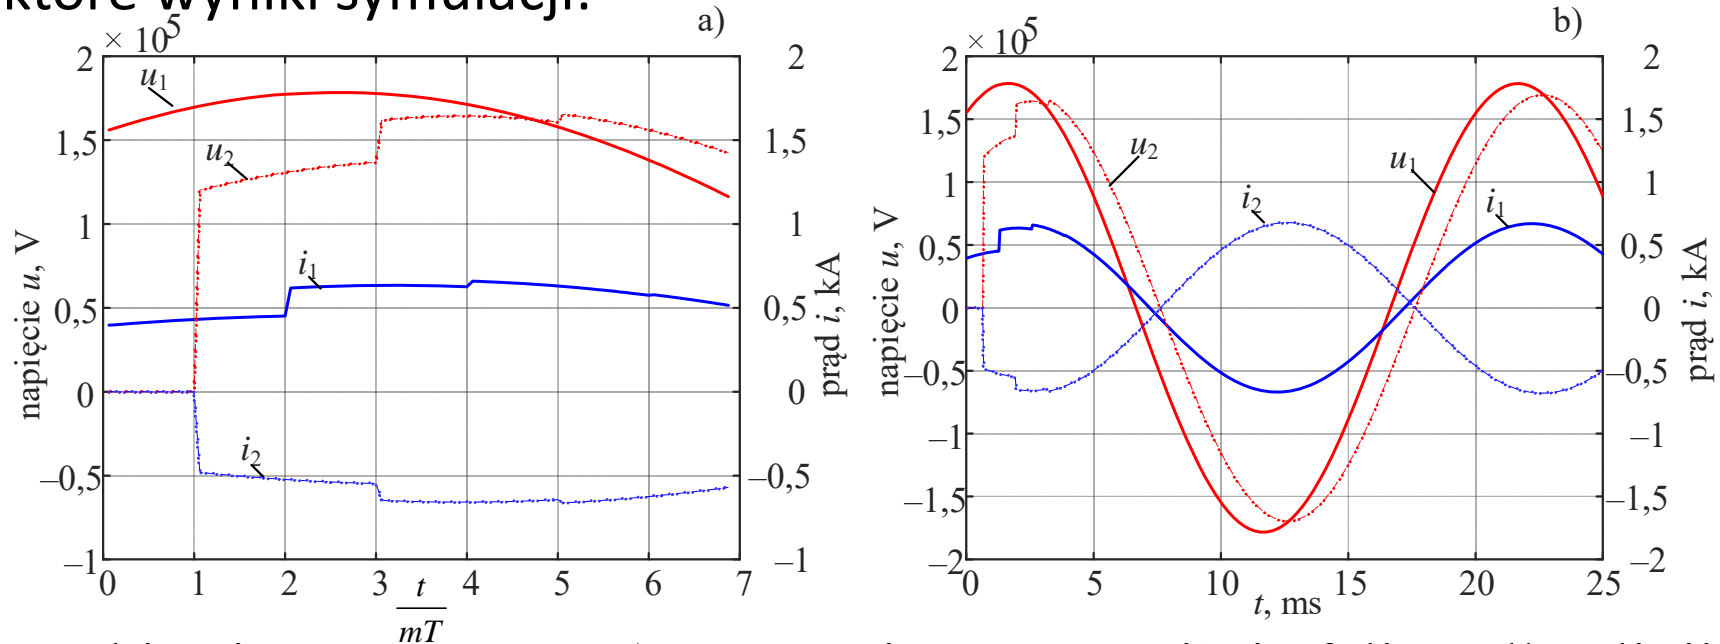 które wyniki symulacji:
a)
× 10⁵
2
1,5
1
0,5
0
–0,5
–1
napięcie u, V
2
1,5
1
0,5
0
–0,5
–1
prąd i, kA
u₁
u₂
i₁
i₂
0 1 2 3 4 5 6 7
t
mT
b)
× 10⁵
2
1,5
1
0,5
0
–0,5
–1
–1,5
–2
napięcie u, V
2
1,5
1
0,5
0
–0,5
–1
–1,5
–2
prąd i, kA
u₂
u₁
i₂
i₁
0 5 10 15 20 25
t, ms